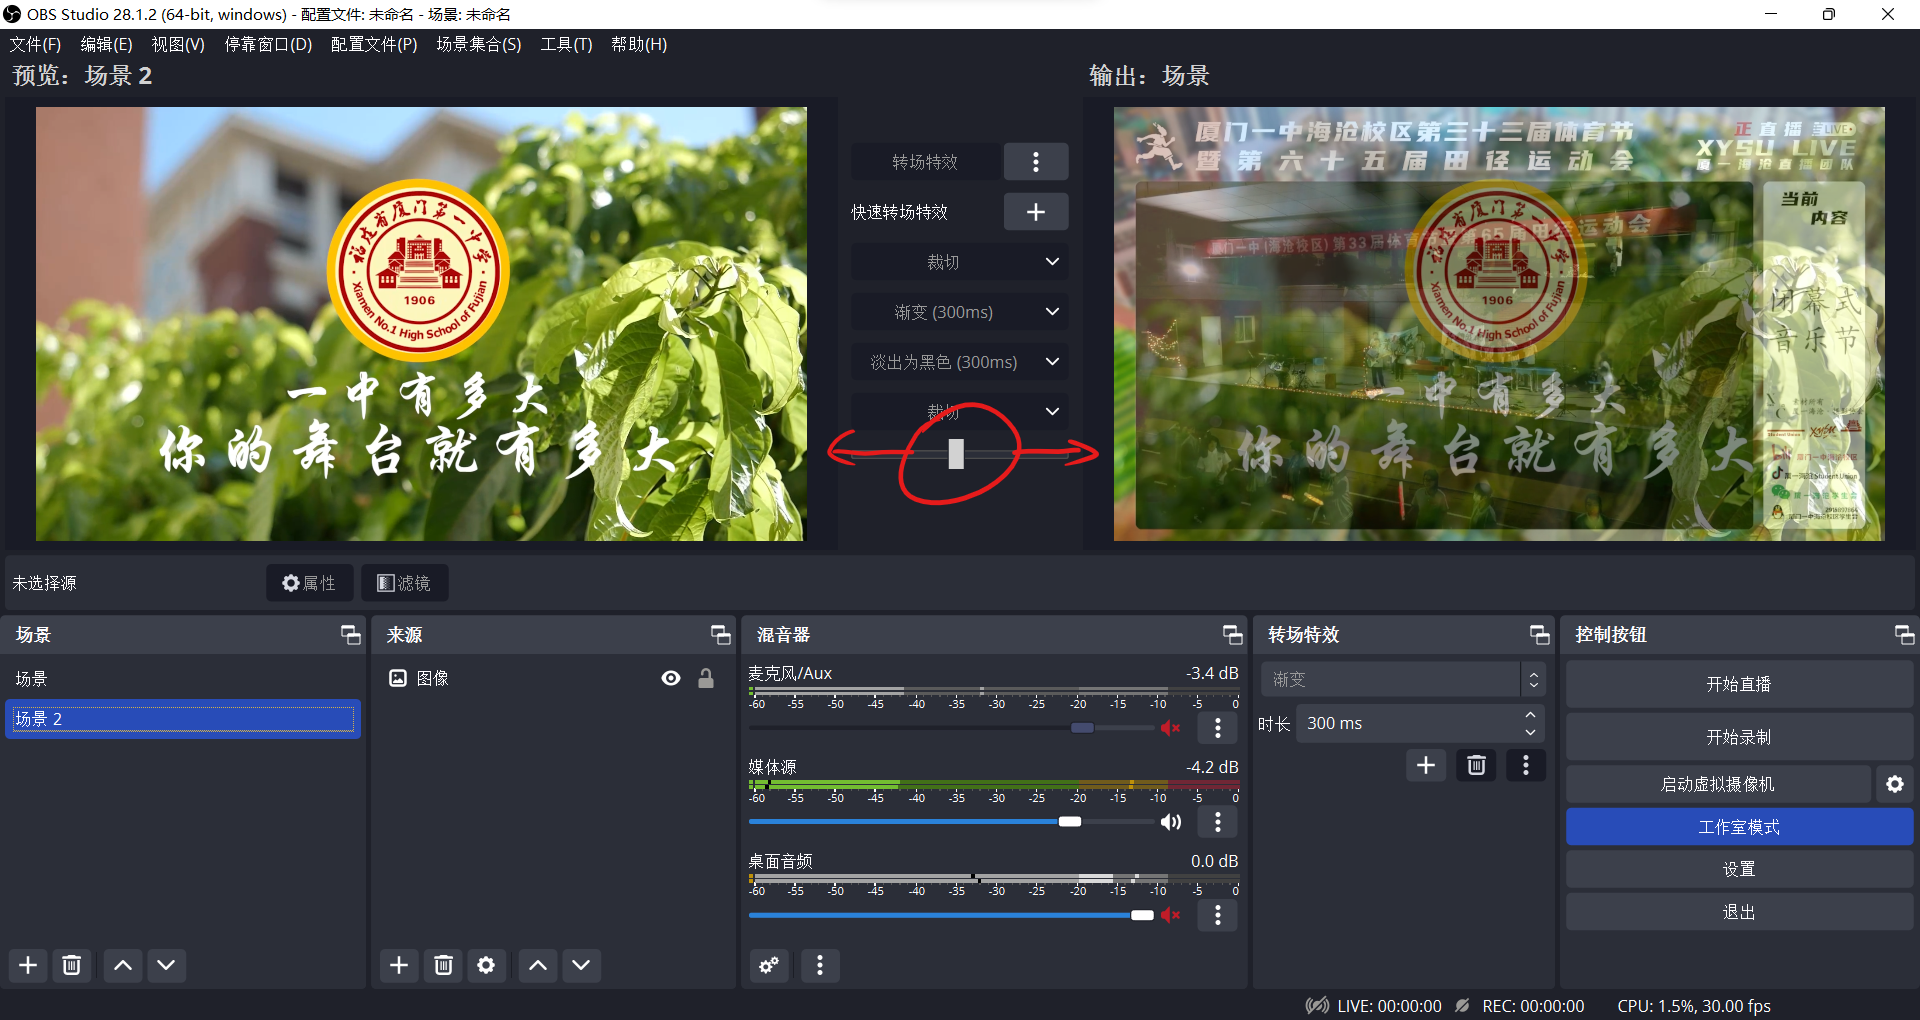 OBS Studio 28.1.2 (64-bit, windows) - 配置文件: 未命名 - 场景: 未命名
文件(F) 编辑(E) 视图(V) 停靠窗口(D) 配置文件(P) 场景集合(S) 工具(T) 帮助(H)
预览：场景 2
输出：场景
福建省厦门第一中学
1906
Xiamen No.1 High School of Fujian
一中有多大
你的舞台就有多大
转场特效
快速转场特效
裁切
渐变 (300ms)
淡出为黑色 (300ms)
裁切
厦门一中海沧校区第三十三届体育节
暨第六十五届田径运动会
正直播
LIVE
XYSU LIVE
厦一海沧直播团队
厦门一中(海沧校区)第33届体育节 第65届田径运动会
当前
内容
闭幕式
音乐节
福建省厦门第一中学
1906
Xiamen No.1 High School of Fujian
一中有多大
你的舞台就有多大
未选择源
属性
滤镜
场景
场景
场景 2
来源
图像
混音器
麦克风/Aux
-3.4 dB
-60 -55 -50 -45 -40 -35 -30 -25 -20 -15 -10 -5 0
媒体源
-4.2 dB
-60 -55 -50 -45 -40 -35 -30 -25 -20 -15 -10 -5 0
桌面音频
0.0 dB
-60 -55 -50 -45 -40 -35 -30 -25 -20 -15 -10 -5 0
转场特效
渐变
时长 300 ms
控制按钮
开始直播
开始录制
启动虚拟摄像机
工作室模式
设置
退出
LIVE: 00:00:00 REC: 00:00:00 CPU: 1.5%, 30.00 fps